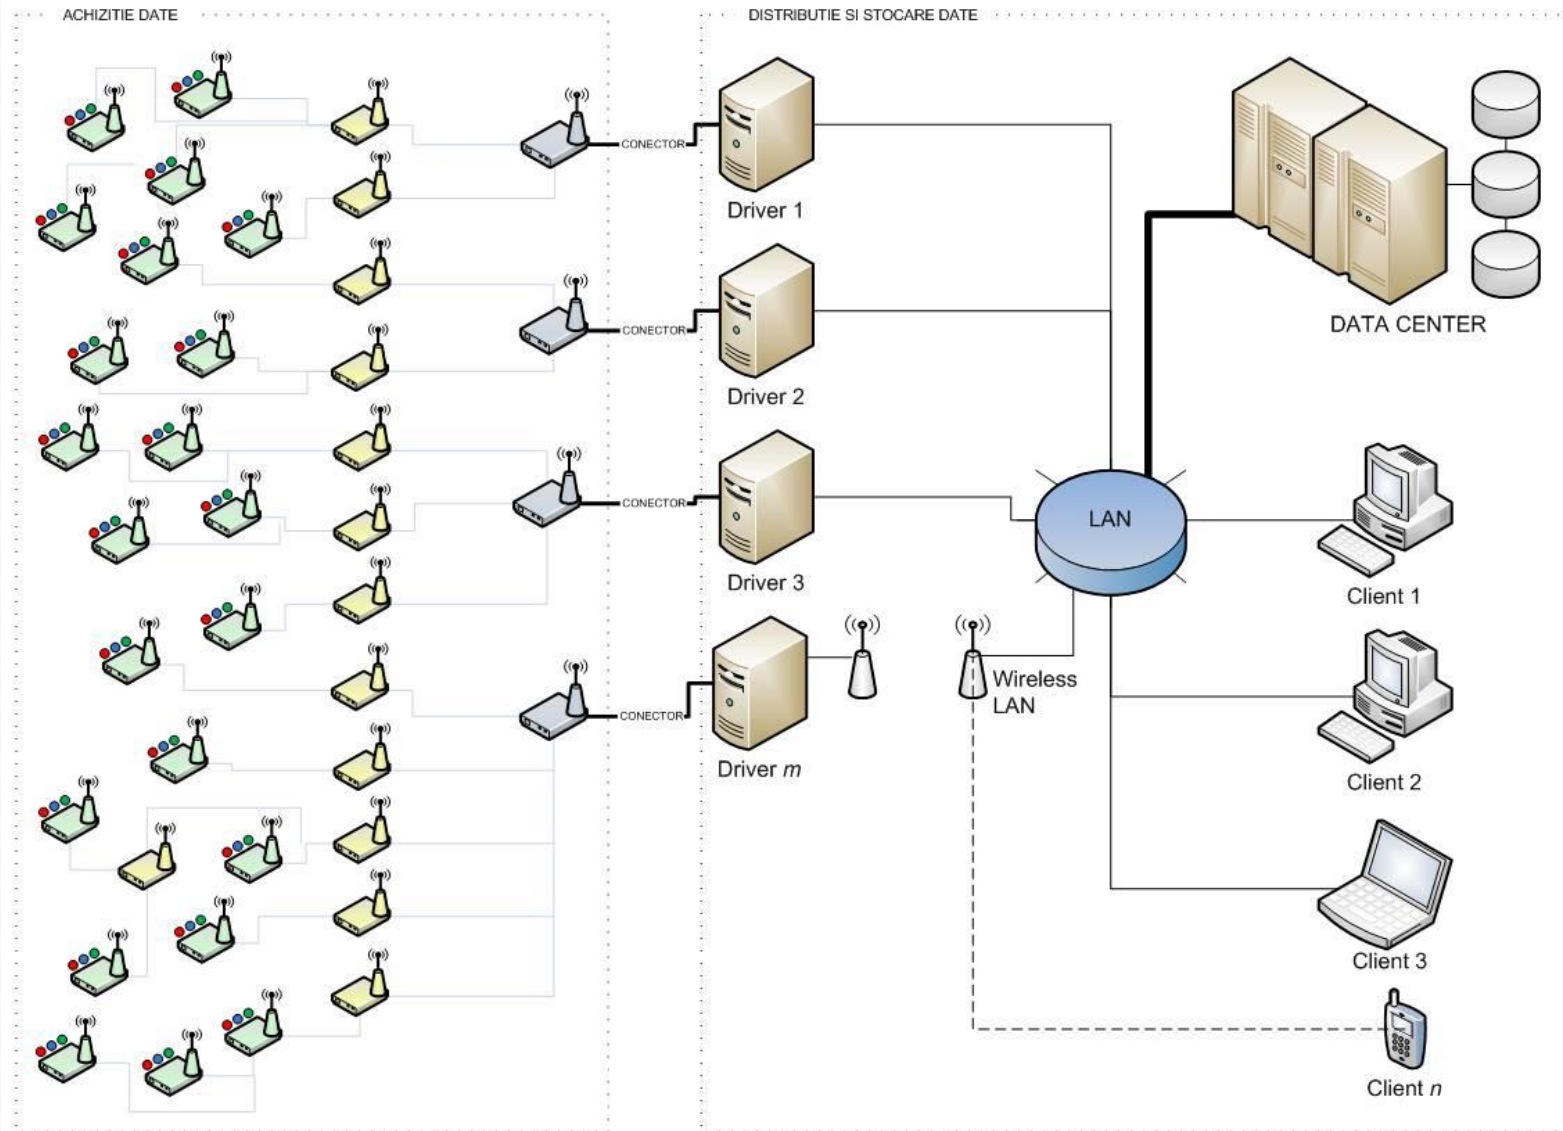 ACHIZITIE DATE
DISTRIBUTIE SI STOCARE DATE
CONECTOR
Driver 1
DATA CENTER
CONECTOR
Driver 2
CONECTOR
LAN
Driver 3
Client 1
Wireless
LAN
CONECTOR
Driver m
Client 2
Client 3
Client n